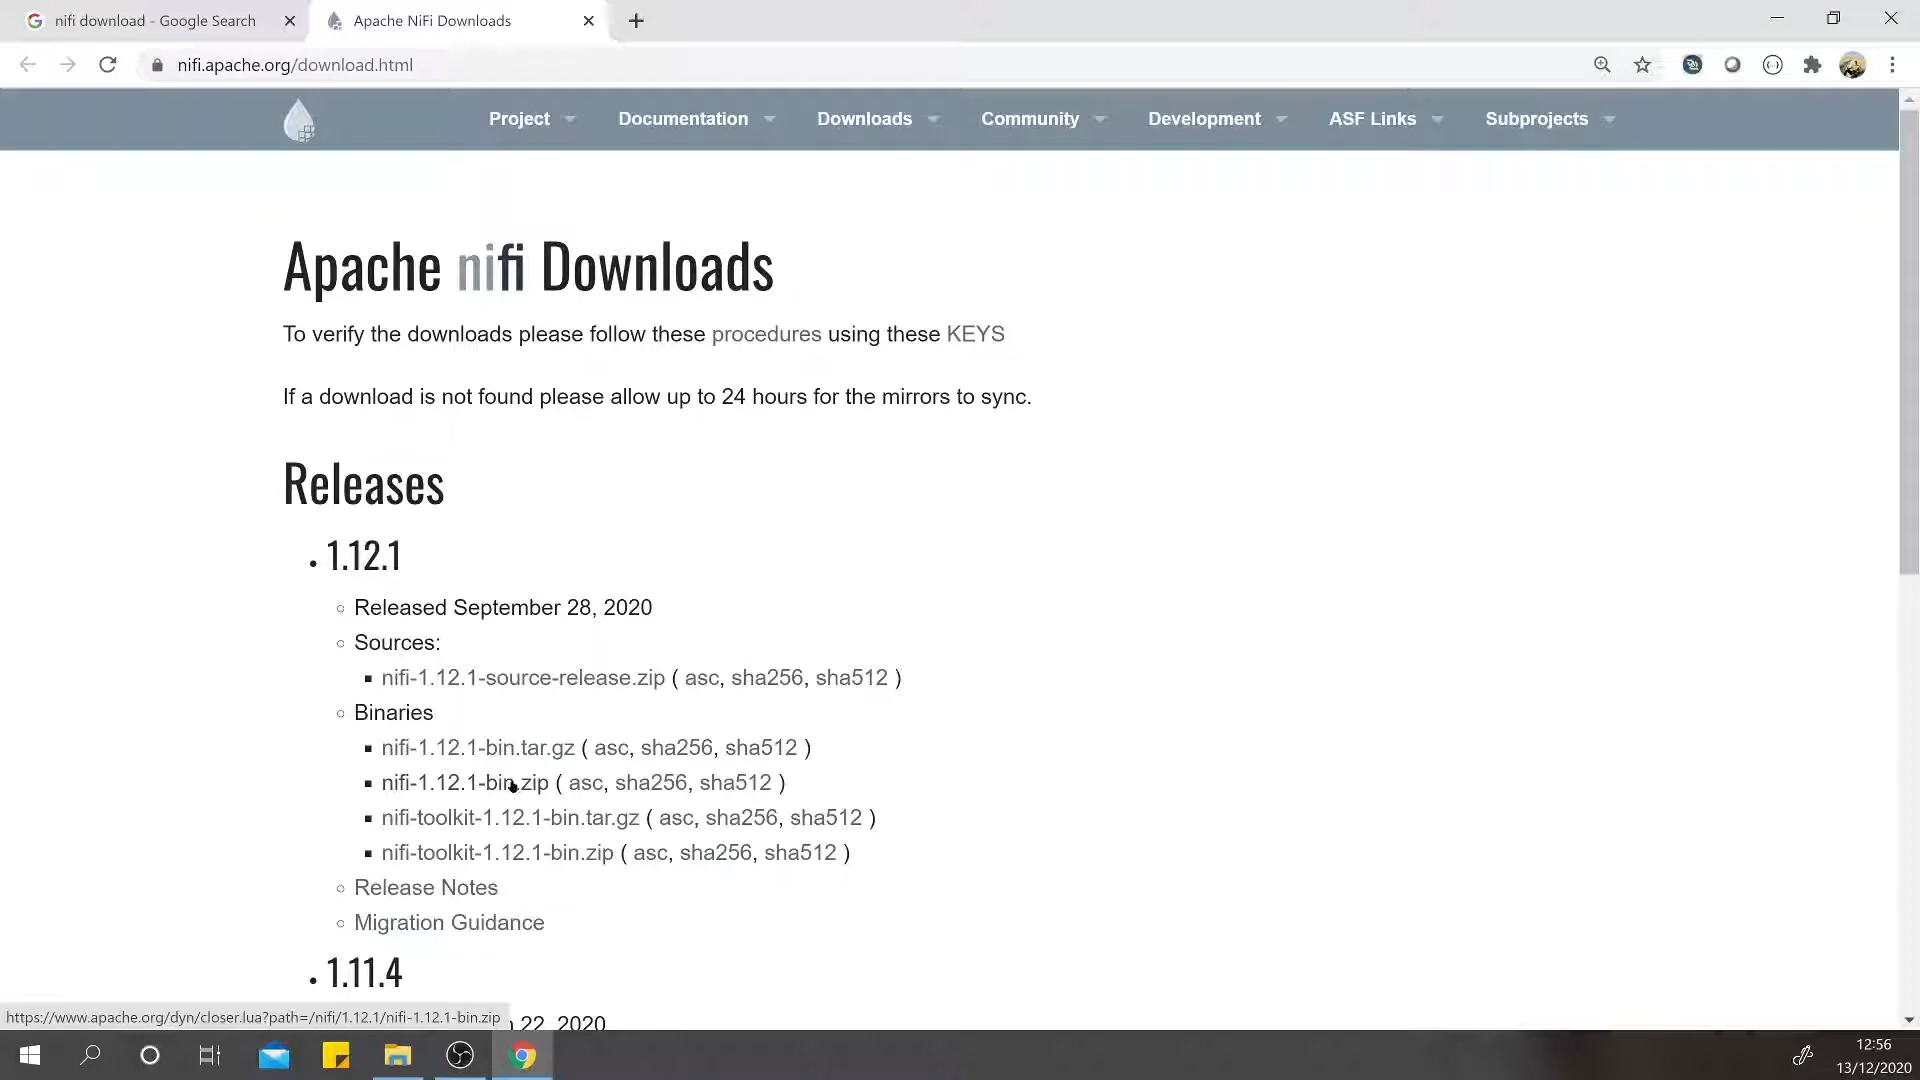 nifi download - Google Search
Apache NiFi Downloads
nifi.apache.org/download.html
Project Documentation Downloads Community Development ASF Links Subprojects
Apache nifi Downloads
To verify the downloads please follow these procedures using these KEYS
If a download is not found please allow up to 24 hours for the mirrors to sync.
Releases
1.12.1
Released September 28, 2020
Sources:
nifi-1.12.1-source-release.zip ( asc, sha256, sha512 )
Binaries
nifi-1.12.1-bin.tar.gz ( asc, sha256, sha512 )
nifi-1.12.1-bin.zip ( asc, sha256, sha512 )
nifi-toolkit-1.12.1-bin.tar.gz ( asc, sha256, sha512 )
nifi-toolkit-1.12.1-bin.zip ( asc, sha256, sha512 )
Release Notes
Migration Guidance
1.11.4
22, 2020
https://www.apache.org/dyn/closer.lua?path=/nifi/1.12.1/nifi-1.12.1-bin.zip
12:56
13/12/2020